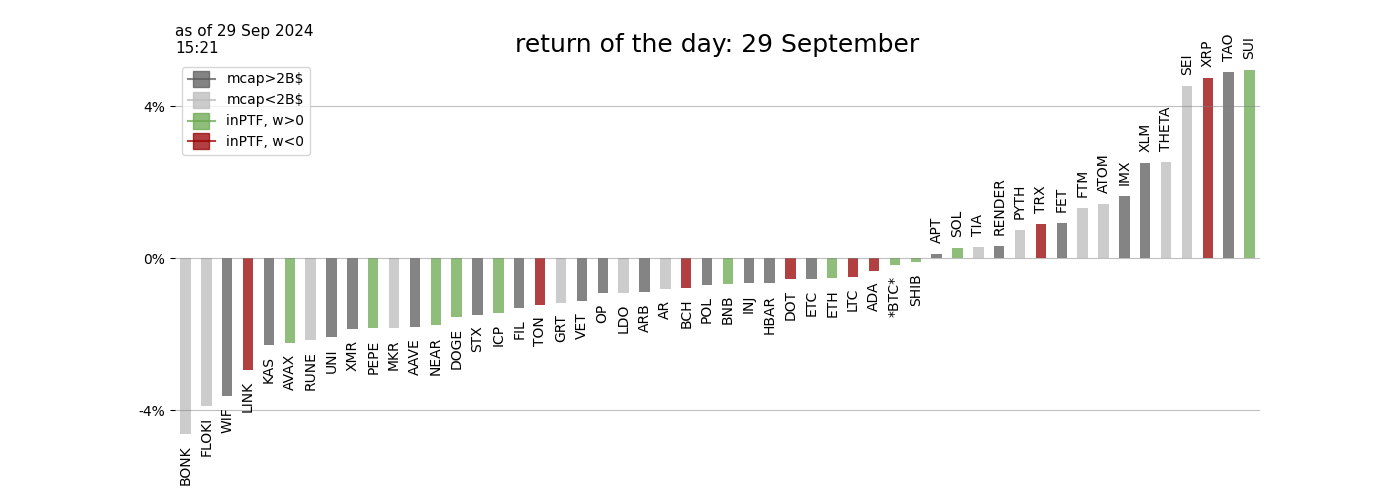 as of 29 Sep 2024
15:21
return of the day: 29 September
mcap>2B$
mcap<2B$
inPTF, w>0
inPTF, w<0
4%
0%
-4%
BONK
FLOKI
WIF
LINK
KAS
AVAX
RUNE
UNI
XMR
PEPE
MKR
AAVE
NEAR
DOGE
STX
ICP
FIL
TON
GRT
VET
OP
LDO
ARB
AR
BCH
POL
BNB
INJ
HBAR
DOT
ETC
ETH
LTC
ADA
*BTC*
SHIB
APT
SOL
TIA
RENDER
PYTH
TRX
FET
FTM
ATOM
IMX
XLM
THETA
SEI
XRP
TAO
SUI